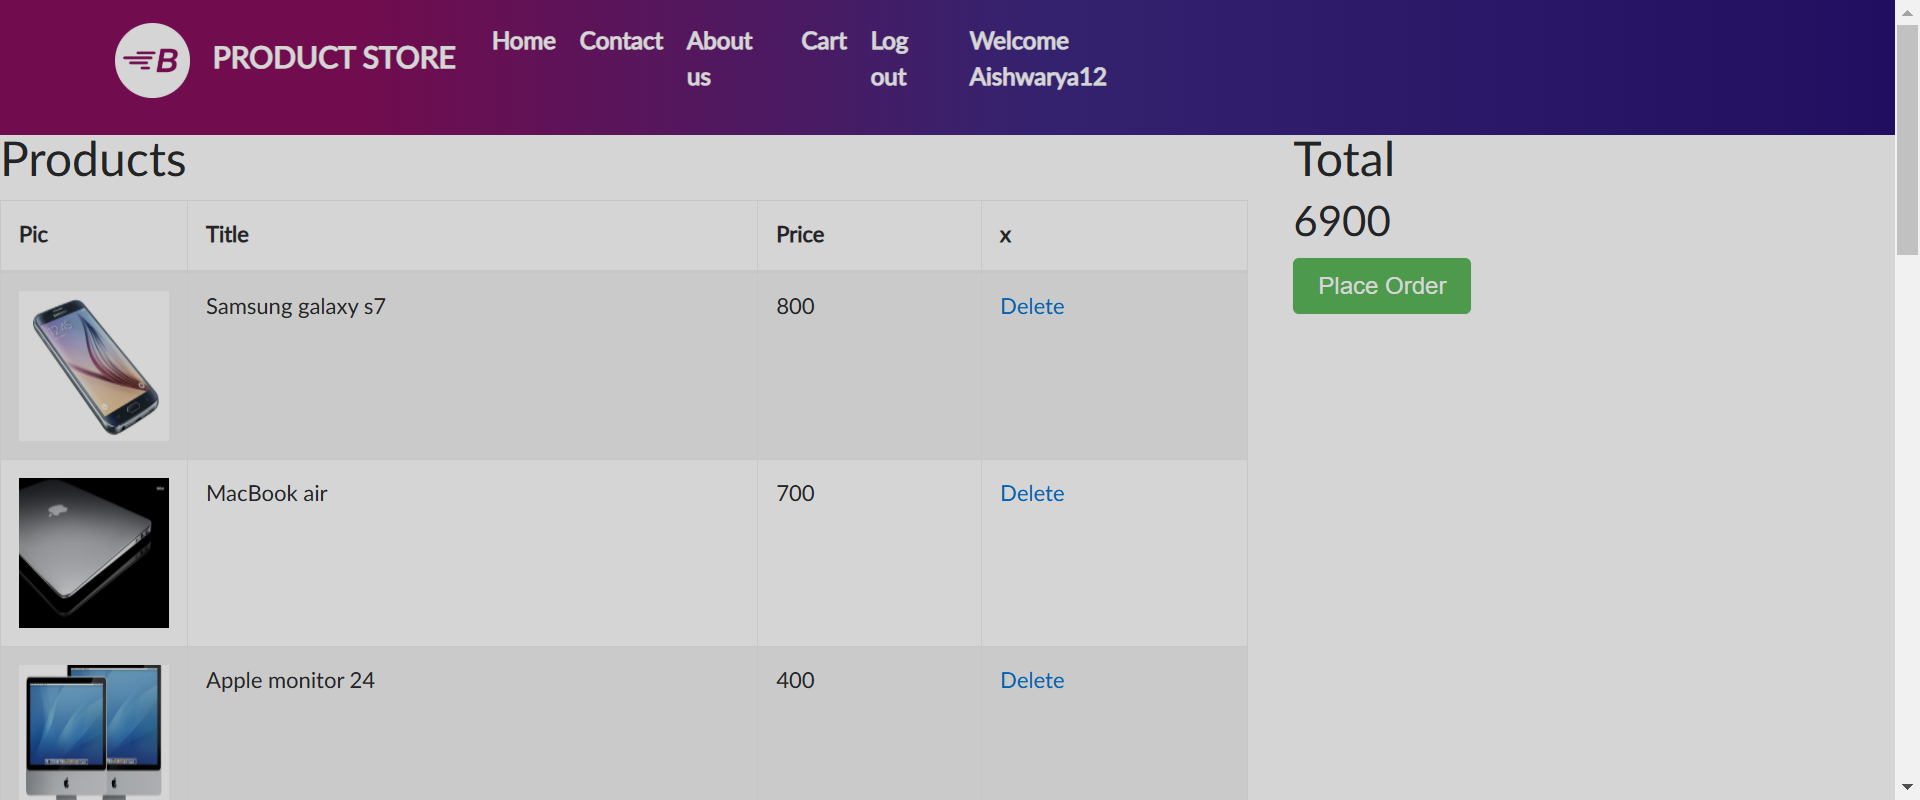 B PRODUCT STORE Home Contact About us Cart Log out Welcome Aishwarya12
Products
Total
6900
Place Order
Pic Title Price x
Samsung galaxy s7 800 Delete
MacBook air 700 Delete
Apple monitor 24 400 Delete